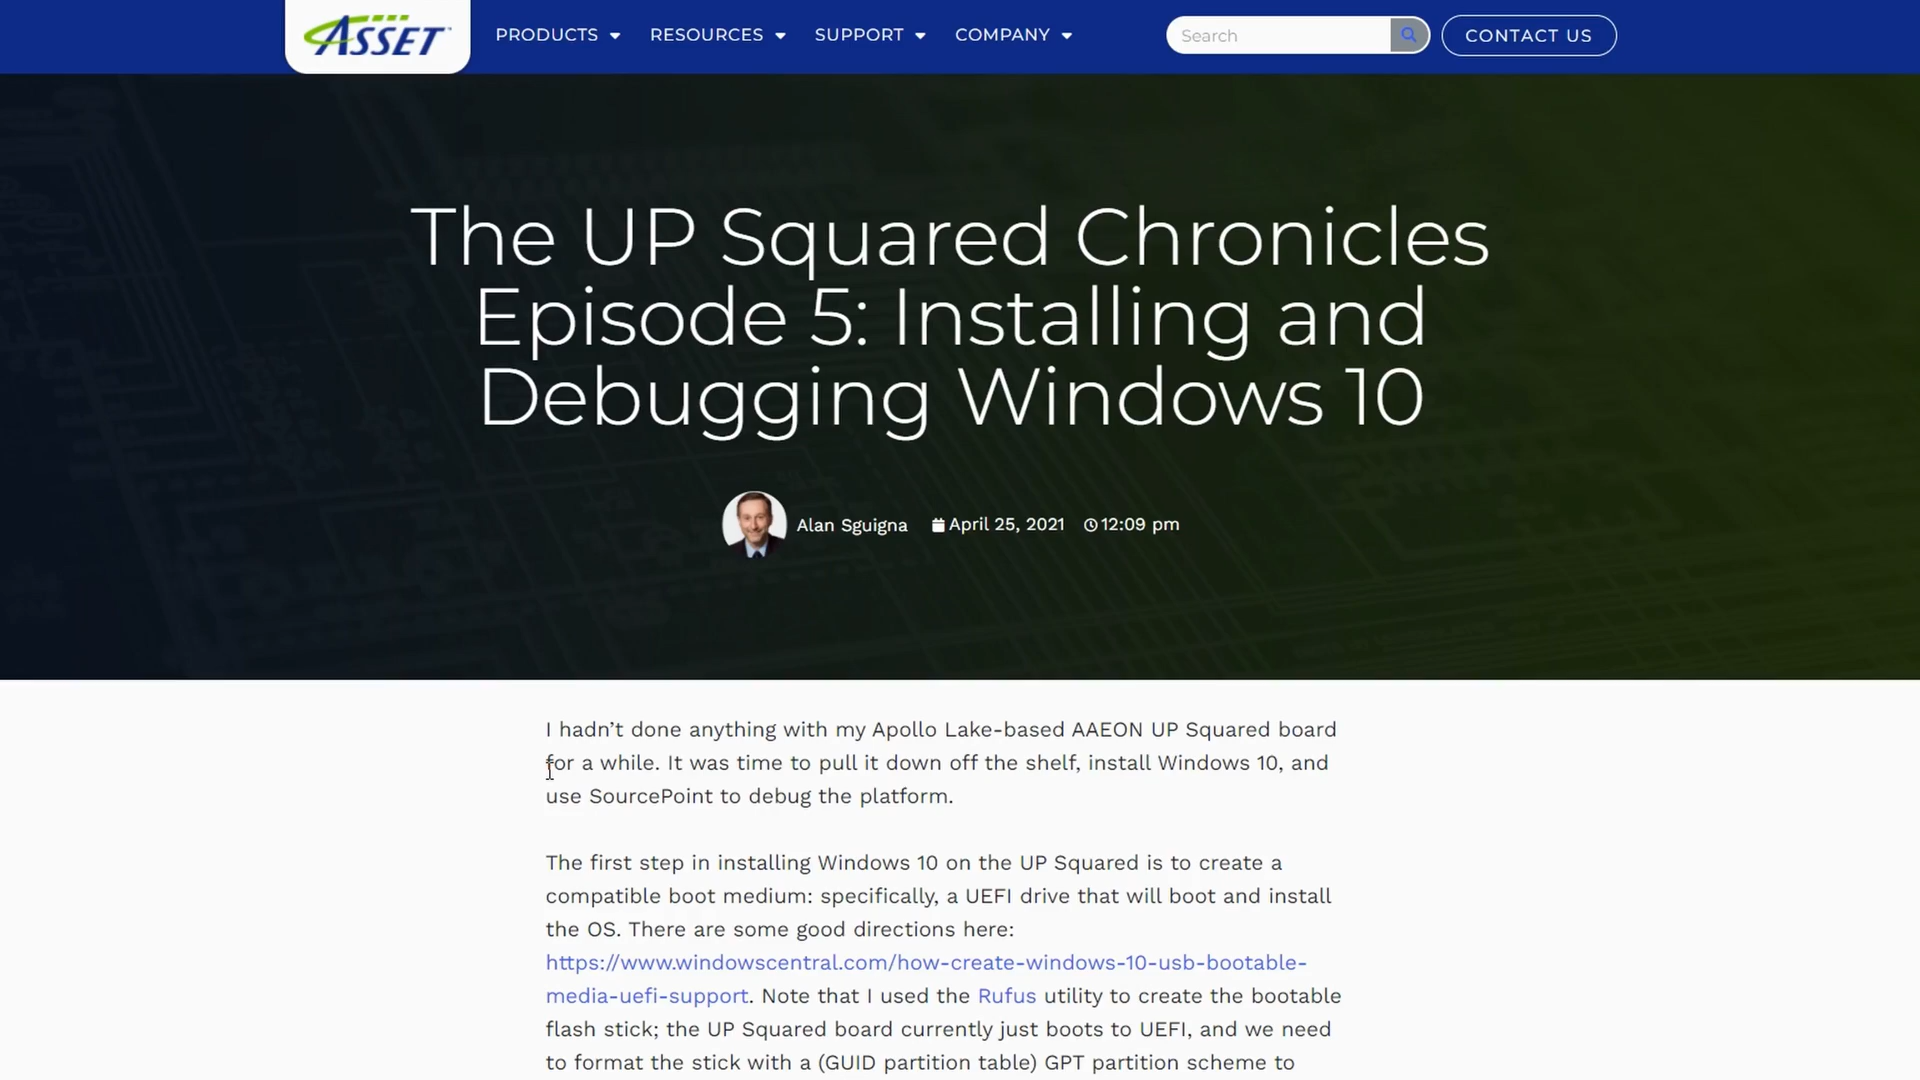 ASSET
PRODUCTS RESOURCES SUPPORT COMPANY Search CONTACT US
The UP Squared Chronicles
Episode 5: Installing and
Debugging Windows 10
Alan Sguigna April 25, 2021 12:09 pm
I hadn’t done anything with my Apollo Lake-based AAEON UP Squared board
for a while. It was time to pull it down off the shelf, install Windows 10, and
use SourcePoint to debug the platform.
The first step in installing Windows 10 on the UP Squared is to create a
compatible boot medium: specifically, a UEFI drive that will boot and install
the OS. There are some good directions here:
https://www.windowscentral.com/how-create-windows-10-usb-bootable-
media-uefi-support. Note that I used the Rufus utility to create the bootable
flash stick; the UP Squared board currently just boots to UEFI, and we need
to format the stick with a (GUID partition table) GPT partition scheme to